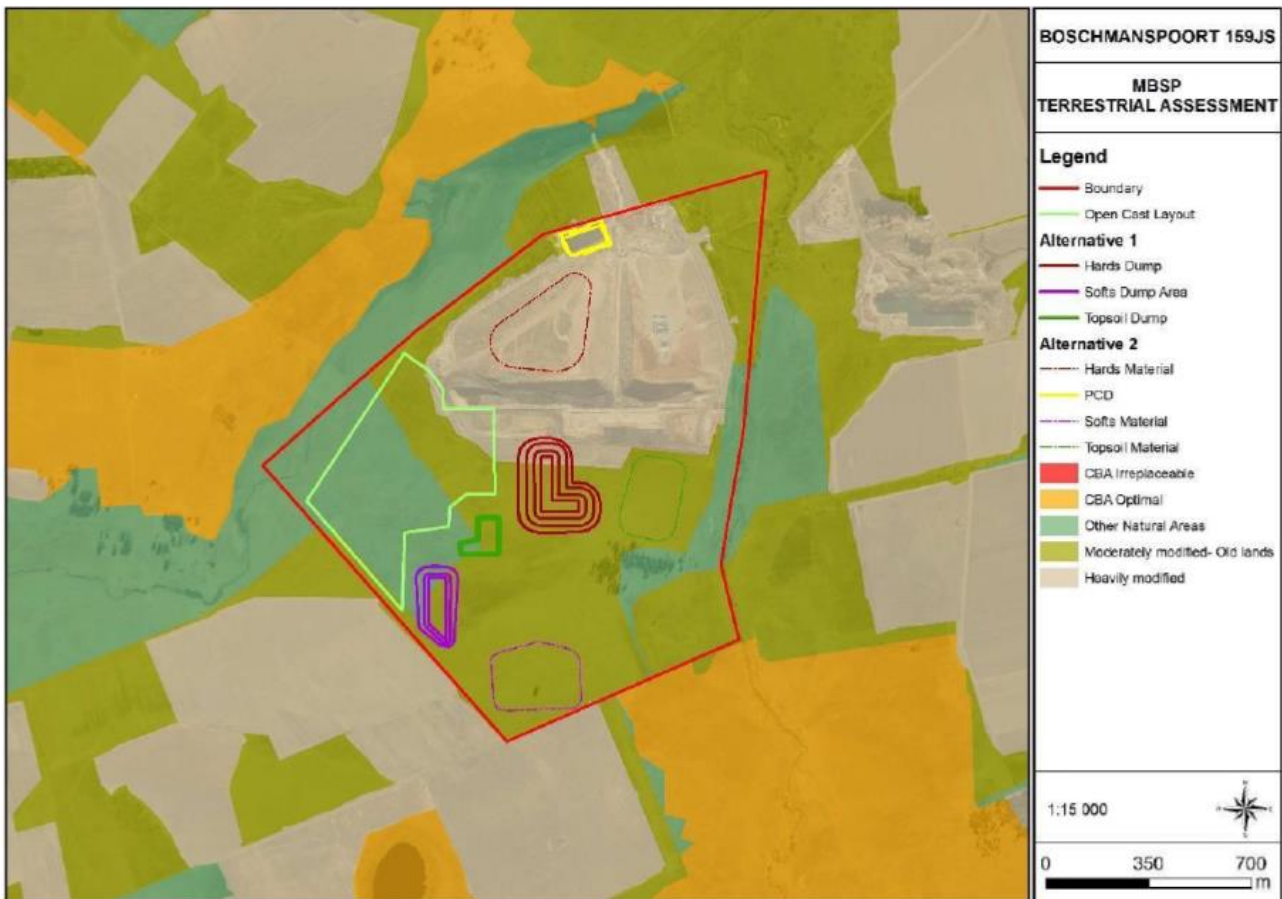 BOSCHMANSPOORT 159JS
MBSP
TERRESTRIAL ASSESSMENT
Legend
Boundary
Open Cast Layout
Alternative 1
Hards Dump
Softs Dump Area
Topsoil Dump
Alternative 2
Hards Material
PCD
Softs Material
Topsoil Material
CBA Irreplaceable
CBA Optimal
Other Natural Areas
Moderately modified- Old lands
Heavily modified
1:15 000
0 350 700
m